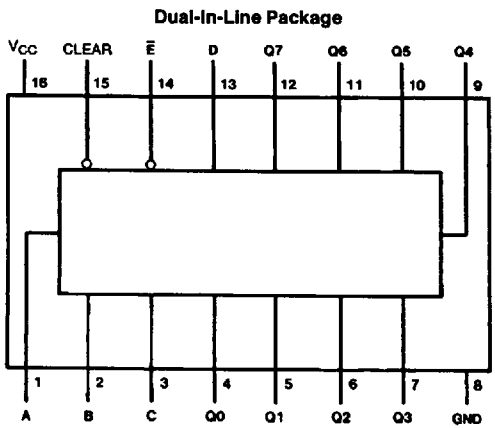 Dual-In-Line Package
VCC CLEAR E̅ D Q7 Q6 Q5 Q4
16 15 14 13 12 11 10 9
1 2 3 4 5 6 7 8
A B C Q0 Q1 Q2 Q3 GND